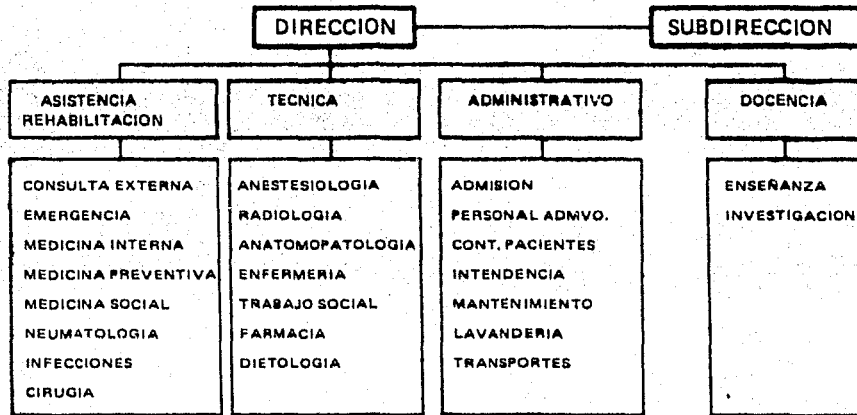 DIRECCION
SUBDIRECCION
ASISTENCIA
REHABILITACION
TECNICA
ADMINISTRATIVO
DOCENCIA
CONSULTA EXTERNA
EMERGENCIA
MEDICINA INTERNA
MEDICINA PREVENTIVA
MEDICINA SOCIAL
NEUMATOLOGIA
INFECCIONES
CIRUGIA
ANESTESIOLOGIA
RADIOLOGIA
ANATOMOPATOLOGIA
ENFERMERIA
TRABAJO SOCIAL
FARMACIA
DIETOLOGIA
ADMISION
PERSONAL ADMVO.
CONT. PACIENTES
INTENDENCIA
MANTENIMIENTO
LAVANDERIA
TRANSPORTES
ENSEÑANZA
INVESTIGACION